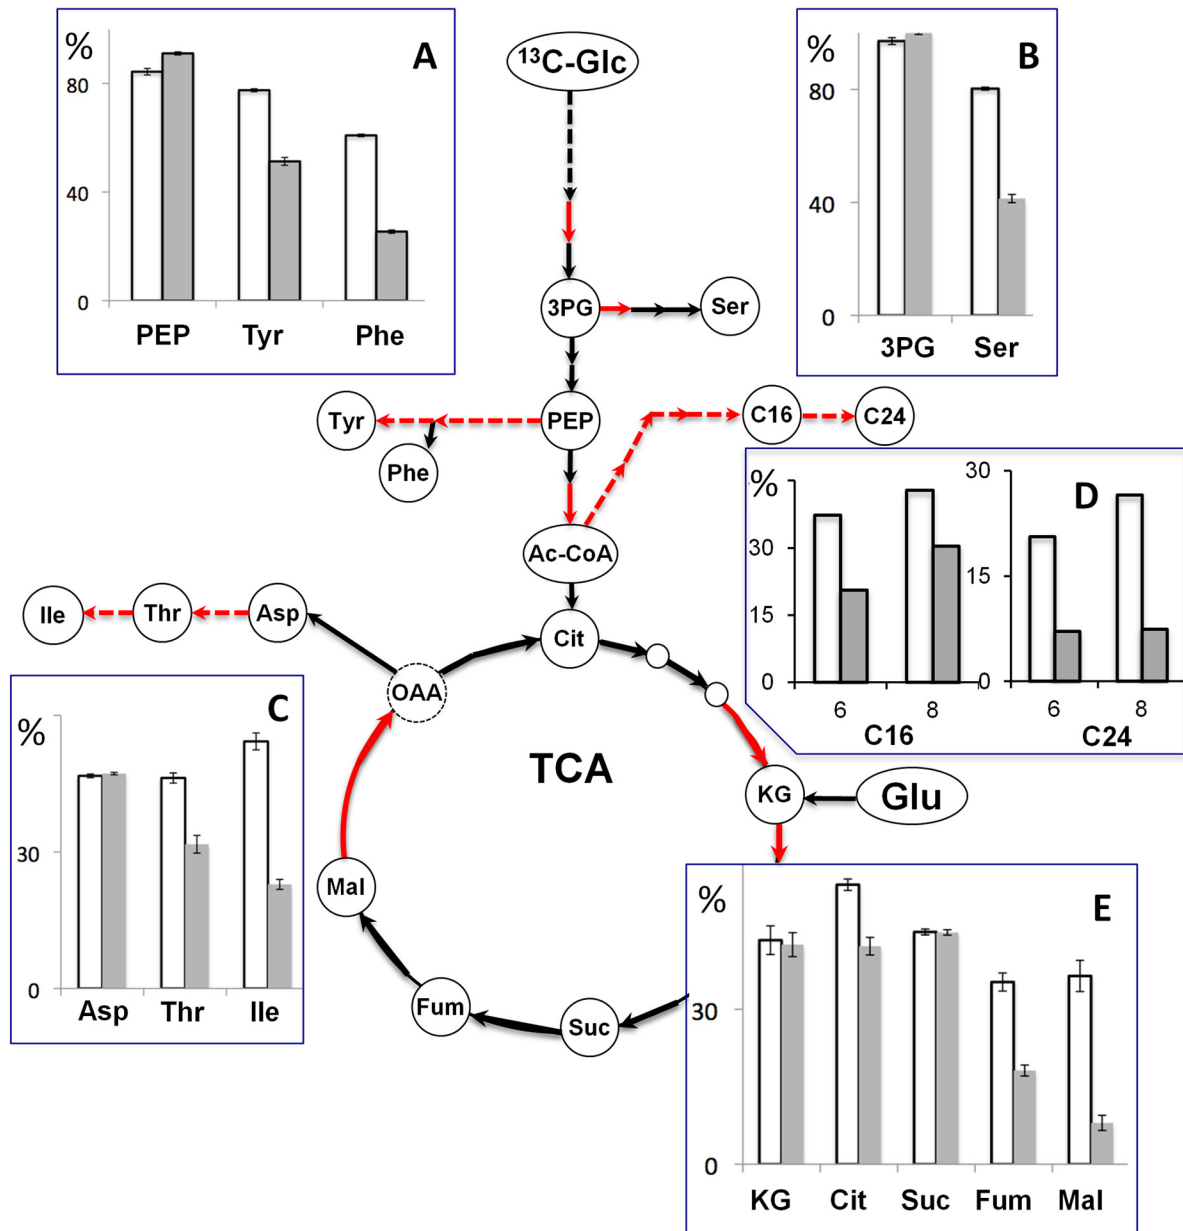 %
A
80
40
0
PEP Tyr Phe
¹³C-Glc
%
B
80
40
0
3PG Ser
3PG
Ser
Tyr
PEP
C16
C24
Phe
Ac-CoA
%
D
30
15
0
6 8
C16
30
15
0
6 8
C24
Ile
Thr
Asp
Cit
OAA
TCA
KG
Glu
%
C
30
0
Asp Thr Ile
Mal
Fum
Suc
%
E
30
0
KG Cit Suc Fum Mal